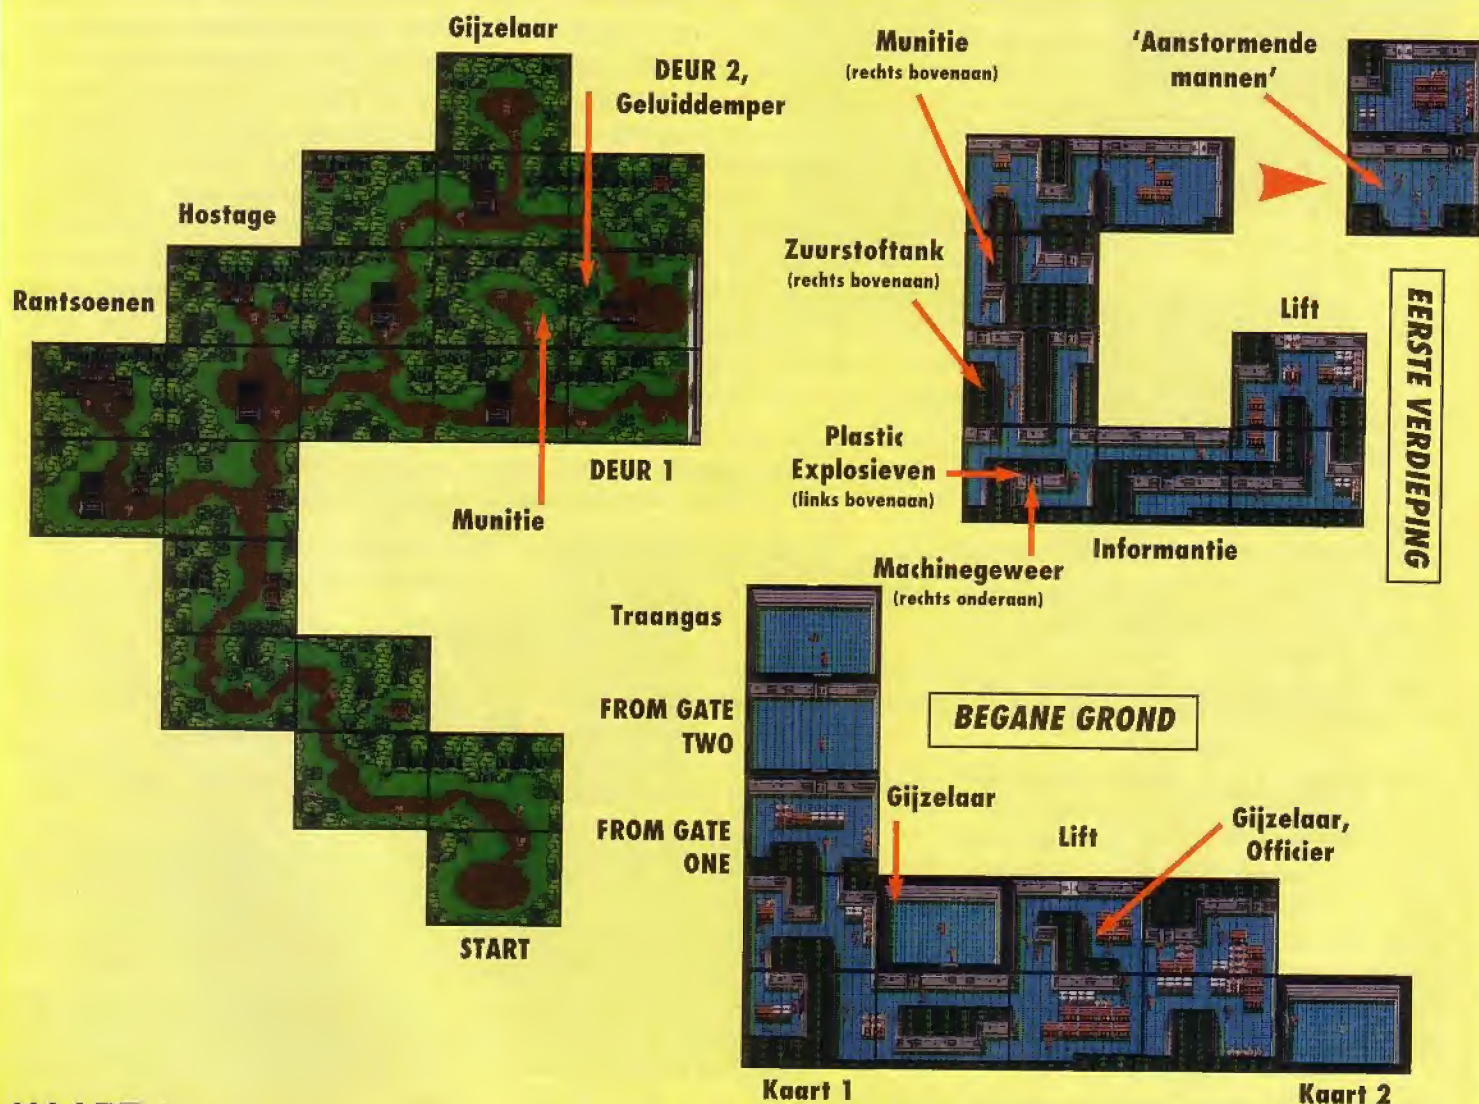 Gijzelaar
DEUR 2,
Geluiddemper
Hostage
Rantsoenen
DEUR 1
Munitie
START
Munitie
(rechts bovenaan)
'Aanstormende
mannen'
Zuurstoftank
(rechts bovenaan)
Lift
EERSTE VERDIEPING
Plastic
Explosieven
(links bovenaan)
Informantie
Machinegeweer
(rechts onderaan)
Traangas
FROM GATE
TWO
BEGANE GROND
FROM GATE
ONE
Gijzelaar
Lift
Gijzelaar,
Officier
Kaart 1
Kaart 2